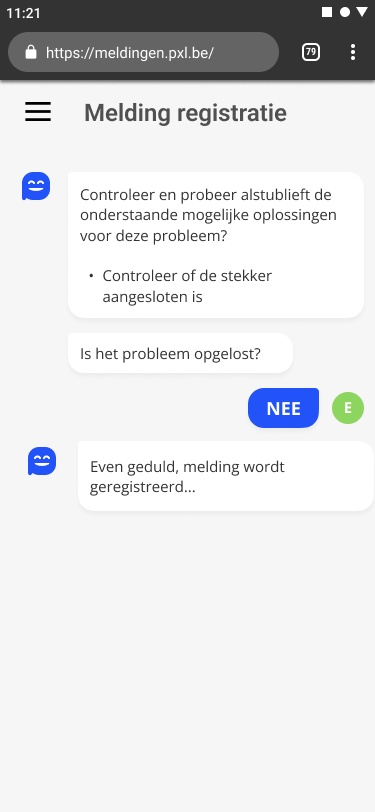 11:21
https://meldingen.pxl.be/
79
Melding registratie
Controleer en probeer alstublieft de
onderstaande mogelijke oplossingen
voor deze probleem?
• Controleer of de stekker
aangesloten is
Is het probleem opgelost?
NEE
E
Even geduld, melding wordt
geregistreerd...